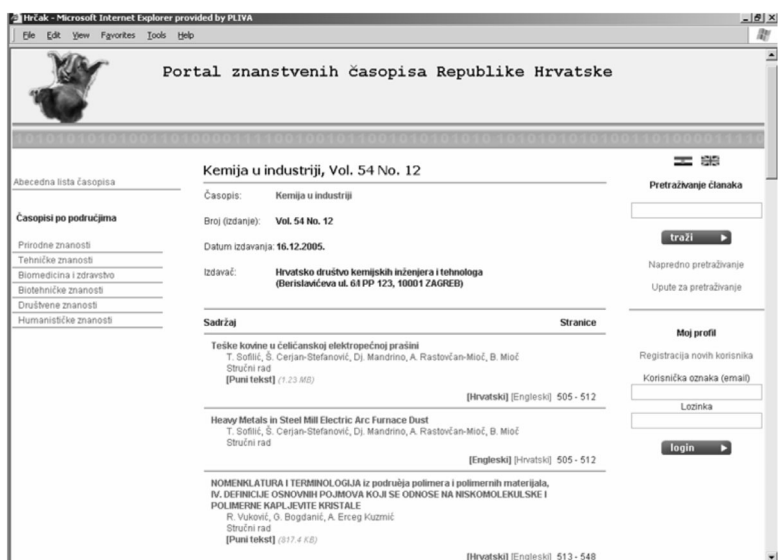 Hrčak - Microsoft Internet Explorer provided by PLIVA
File Edit View Favorites Tools Help
Portal znanstvenih časopisa Republike Hrvatske
Abecedna lista časopisa
Časopisi po područjima
Prirodne znanosti
Tehničke znanosti
Biomedicina i zdravstvo
Biotehničke znanosti
Društvene znanosti
Humanističke znanosti
Kemija u industriji, Vol. 54 No. 12
Časopis: Kemija u industriji
Broj (izdanje): Vol. 54 No. 12
Datum izdavanja: 16.12.2005.
Izdavač: Hrvatsko društvo kemijskih inženjera i tehnologa
(Berislavićeva ul. 6/I PP 123, 10001 ZAGREB)
Sadržaj Stranice
Teške kovine u čeličanskoj elektropećnoj prašini
T. Sofilić, Š. Cerjan-Stefanović, Dj. Mandrino, A. Rastovčan-Mioč, B. Mioč
Stručni rad
[Puni tekst] (1.23 MB)
[Hrvatski] [Engleski] 505 - 512
Heavy Metals in Steel Mill Electric Arc Furnace Dust
T. Sofilić, Š. Cerjan-Stefanović, Dj. Mandrino, A. Rastovčan-Mioč, B. Mioč
Stručni rad
[Engleski] [Hrvatski] 505 - 512
NOMENKLATURA I TERMINOLOGIJA iz podruèja polimera i polimernih materijala,
IV. DEFINICIJE OSNOVNIH POJMOVA KOJI SE ODNOSE NA NISKOMOLEKULSKE I
POLIMERNE KAPLJEVITE KRISTALE
R. Vuković, G. Bogdanić, A. Erceg Kuzmić
Stručni rad
[Puni tekst] (817.4 KB)
[Hrvatski] [Engleski] 513 - 548
Pretraživanje članaka
traži
Napredno pretraživanje
Upute za pretraživanje
Moj profil
Registracija novih korisnika
Korisnička oznaka (email)
Lozinka
login